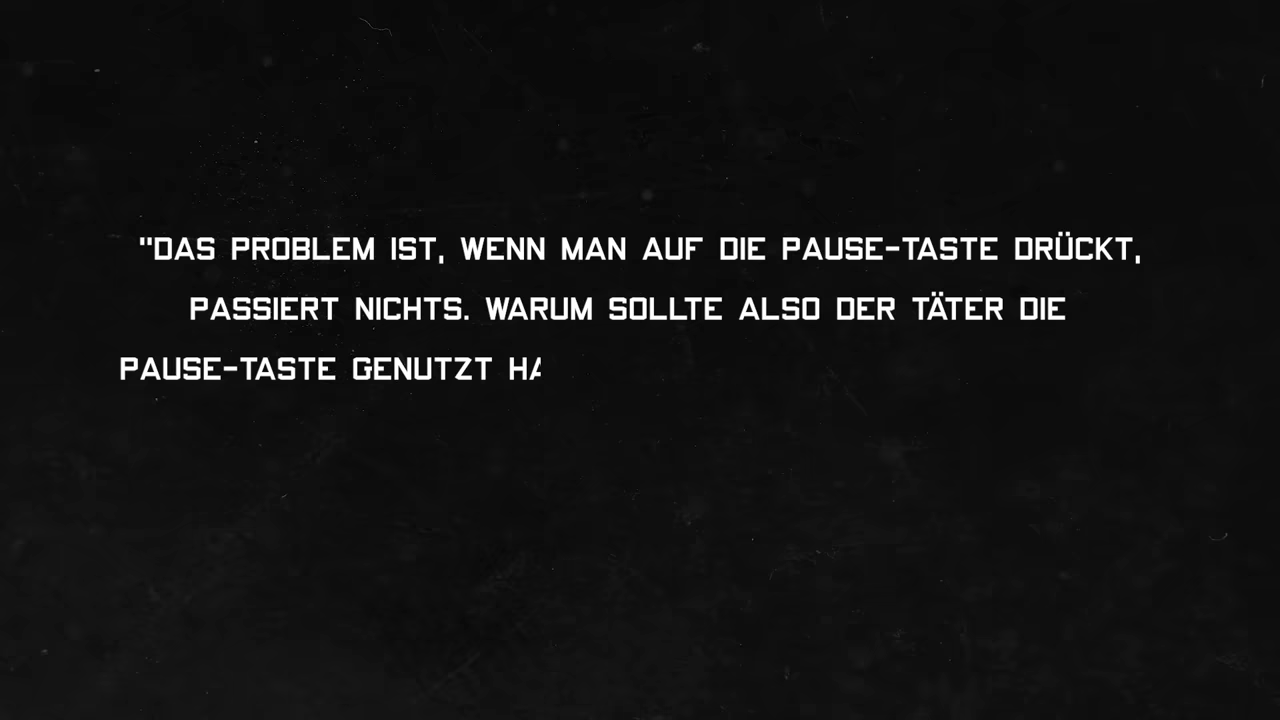 "DAS PROBLEM IST, WENN MAN AUF DIE PAUSE-TASTE DRÜCKT,
PASSIERT NICHTS. WARUM SOLLTE ALSO DER TÄTER DIE
PAUSE-TASTE GENUTZT